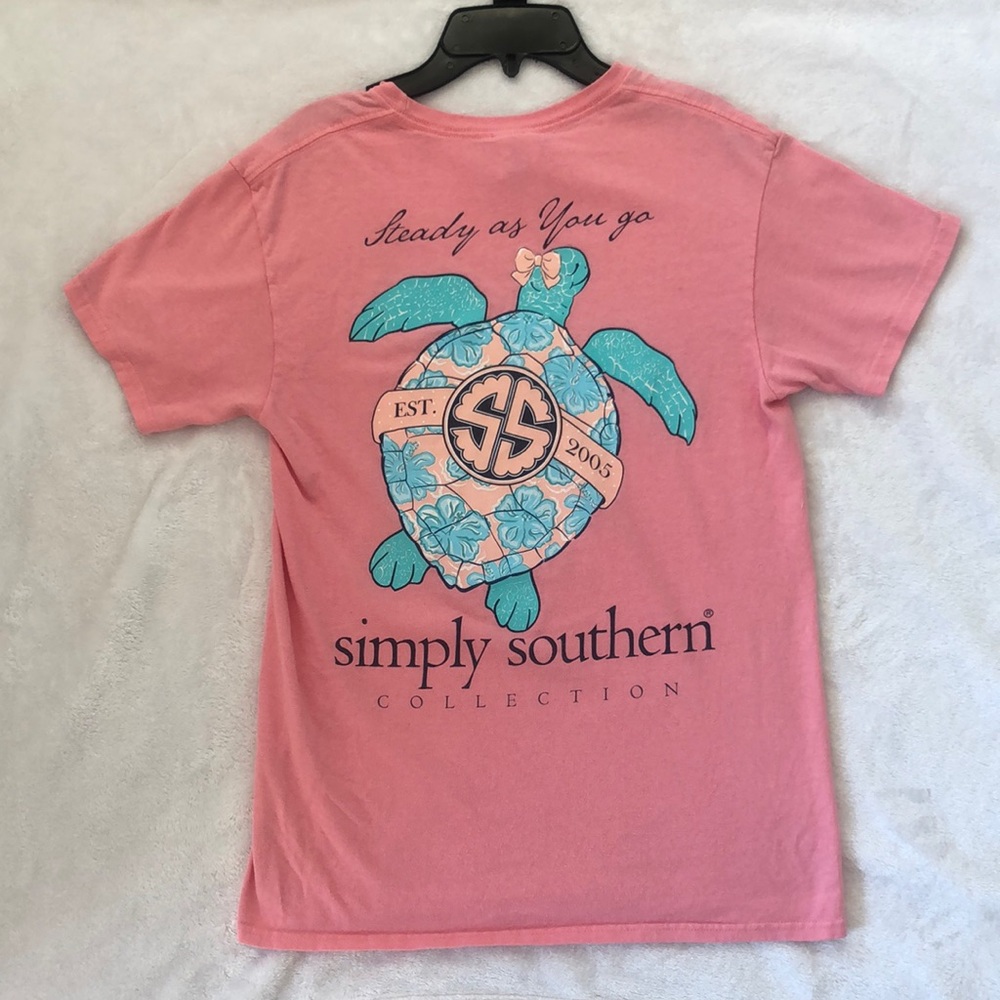 Steady as You go
EST.
SS
2005
simply southern®
COLLECTION